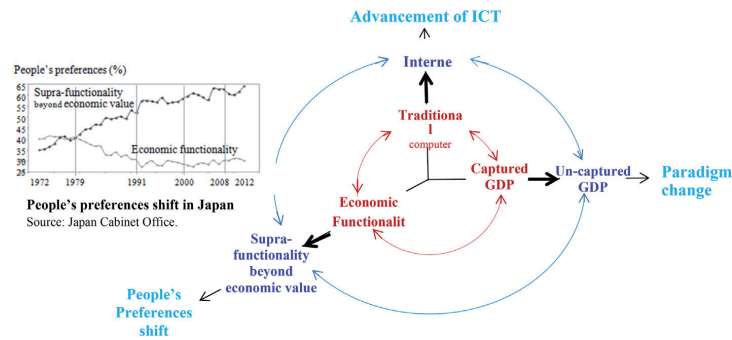 Advancement of ICT
Interne
Traditiona
l
computer
Captured
GDP
Un-captured
GDP
Paradigm
change
Economic
Functionalit
Supra-
functionality
beyond
economic value
People's
Preferences
shift
People's preferences (%)
65
60
55
50
45
40
35
30
25
Supra-functionality
beyond economic value
Economic functionality
1972 1979 1991 2000 2008 2012
People's preferences shift in Japan
Source: Japan Cabinet Office.